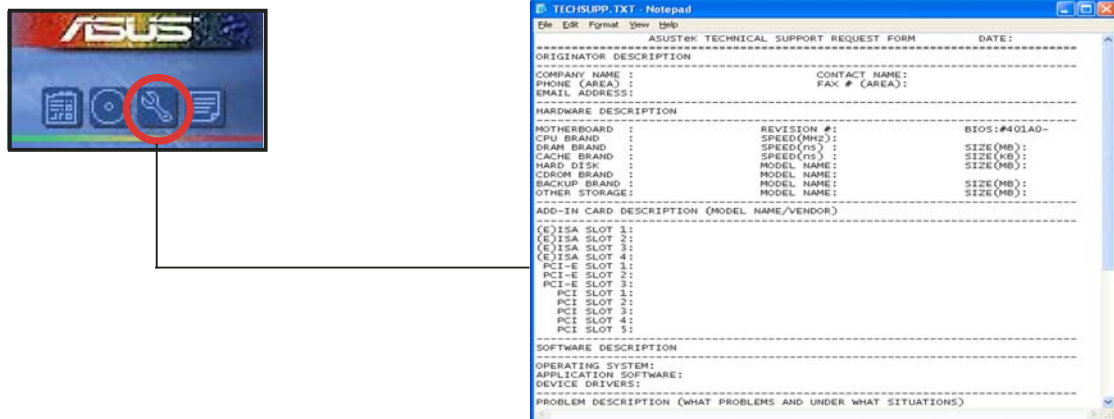 ASUS
TECHSUPP.TXT - Notepad
File Edit Format View Help
ASUSTeK TECHNICAL SUPPORT REQUEST FORM DATE:
ORIGINATOR DESCRIPTION
COMPANY NAME : CONTACT NAME:
PHONE (AREA) : FAX # (AREA):
EMAIL ADDRESS:
HARDWARE DESCRIPTION
MOTHERBOARD : REVISION #: BIOS:#401A0-
CPU BRAND : SPEED(MHz):
DRAM BRAND : SPEED(ns) : SIZE(MB):
CACHE BRAND : SPEED(ns) : SIZE(KB):
HARD DISK : MODEL NAME: SIZE(MB):
CDROM BRAND : MODEL NAME:
BACKUP BRAND : MODEL NAME: SIZE(MB):
OTHER STORAGE: MODEL NAME: SIZE(MB):
ADD-IN CARD DESCRIPTION (MODEL NAME/VENDOR)
(E)ISA SLOT 1:
(E)ISA SLOT 2:
(E)ISA SLOT 3:
(E)ISA SLOT 4:
PCI-E SLOT 1:
PCI-E SLOT 2:
PCI-E SLOT 3:
PCI SLOT 1:
PCI SLOT 2:
PCI SLOT 3:
PCI SLOT 4:
PCI SLOT 5:
SOFTWARE DESCRIPTION
OPERATING SYSTEM:
APPLICATION SOFTWARE:
DEVICE DRIVERS:
PROBLEM DESCRIPTION (WHAT PROBLEMS AND UNDER WHAT SITUATIONS)